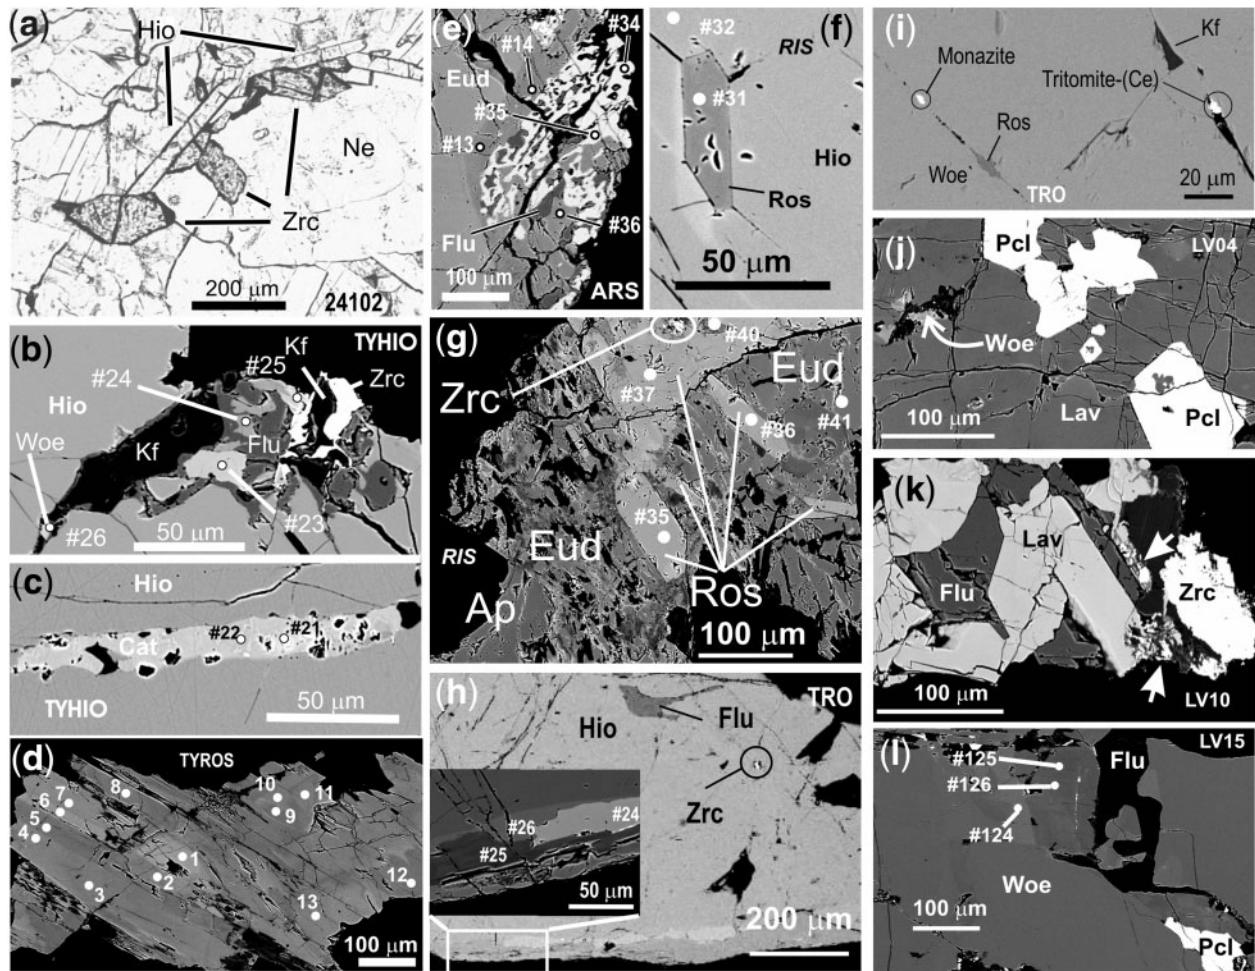 (a)
Hio
Ne
Zrc
200 µm
24102
(b)
TYHIO
#25
Kf
Zrc
#24
Hio
Flu
Woe
Kf
#26
50 µm
#23
(c)
Hio
Cat
#22
#21
TYHIO
50 µm
(d)
TYROS
8
10
11
7
6
9
5
4
1
2
12
3
13
100 µm
(e)
#34
#14
Eud
#35
#13
Flu
#36
100 µm
ARS
(f)
#32
RIS
#31
Hio
Ros
50 µm
(g)
#40
Zrc
#37
Eud
#36
#41
#35
Eud
RIS
Ros
Ap
100 µm
(h)
TRO
Hio
Flu
Zrc
#26
#24
#25
50 µm
200 µm
(i)
Kf
Monazite
Tritomite-(Ce)
Ros
Woe
TRO
20 µm
(j)
Pcl
LV04
Woe
100 µm
Lav
Pcl
(k)
Lav
Flu
Zrc
100 µm
LV10
(l)
LV15
#125
Flu
#126
#124
Woe
100 µm
Pcl